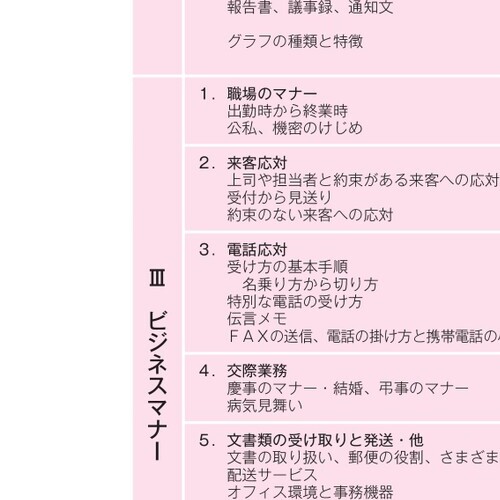 報告書、議事録、通知文
グラフの種類と特徴
Ⅲ ビジネスマナー
1．職場のマナー
出勤時から終業時
公私、機密のけじめ
2．来客応対
上司や担当者と約束がある来客への応対
受付から見送り
約束のない来客への応対
3．電話応対
受け方の基本手順
名乗り方から切り方
特別な電話の受け方
伝言メモ
ＦＡＸの送信、電話の掛け方と携帯電話の
4．交際業務
慶事のマナー・結婚、弔事のマナー
病気見舞い
5．文書類の受け取りと発送・他
文書の取り扱い、郵便の役割、さまざま
配送サービス
オフィス環境と事務機器